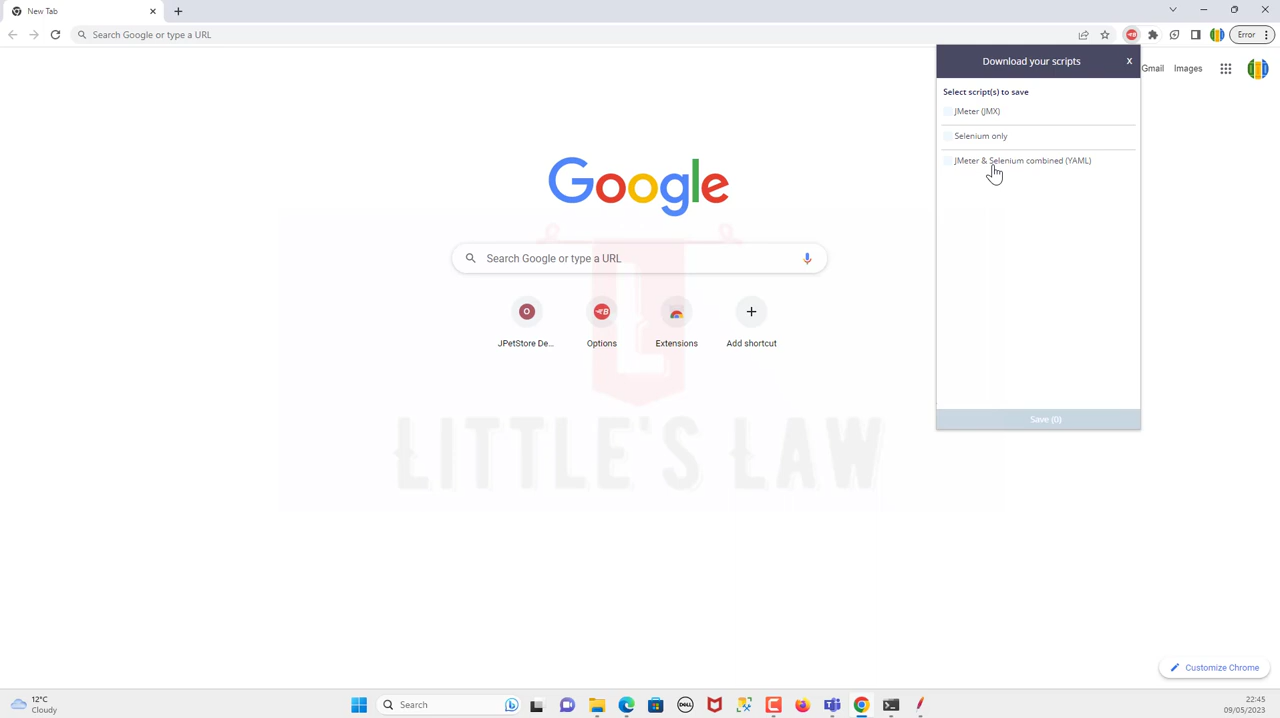 New Tab
Search Google or type a URL
Error
Download your scripts
X
Gmail
Images
Select script(s) to save
JMeter (JMX)
Selenium only
JMeter & Selenium combined (YAML)
Google
Search Google or type a URL
JPetStore De...
Options
Extensions
Add shortcut
Save (0)
LITTLE'S LAW
Customize Chrome
12°C
Cloudy
Search
DELL
22:45
09/05/2023